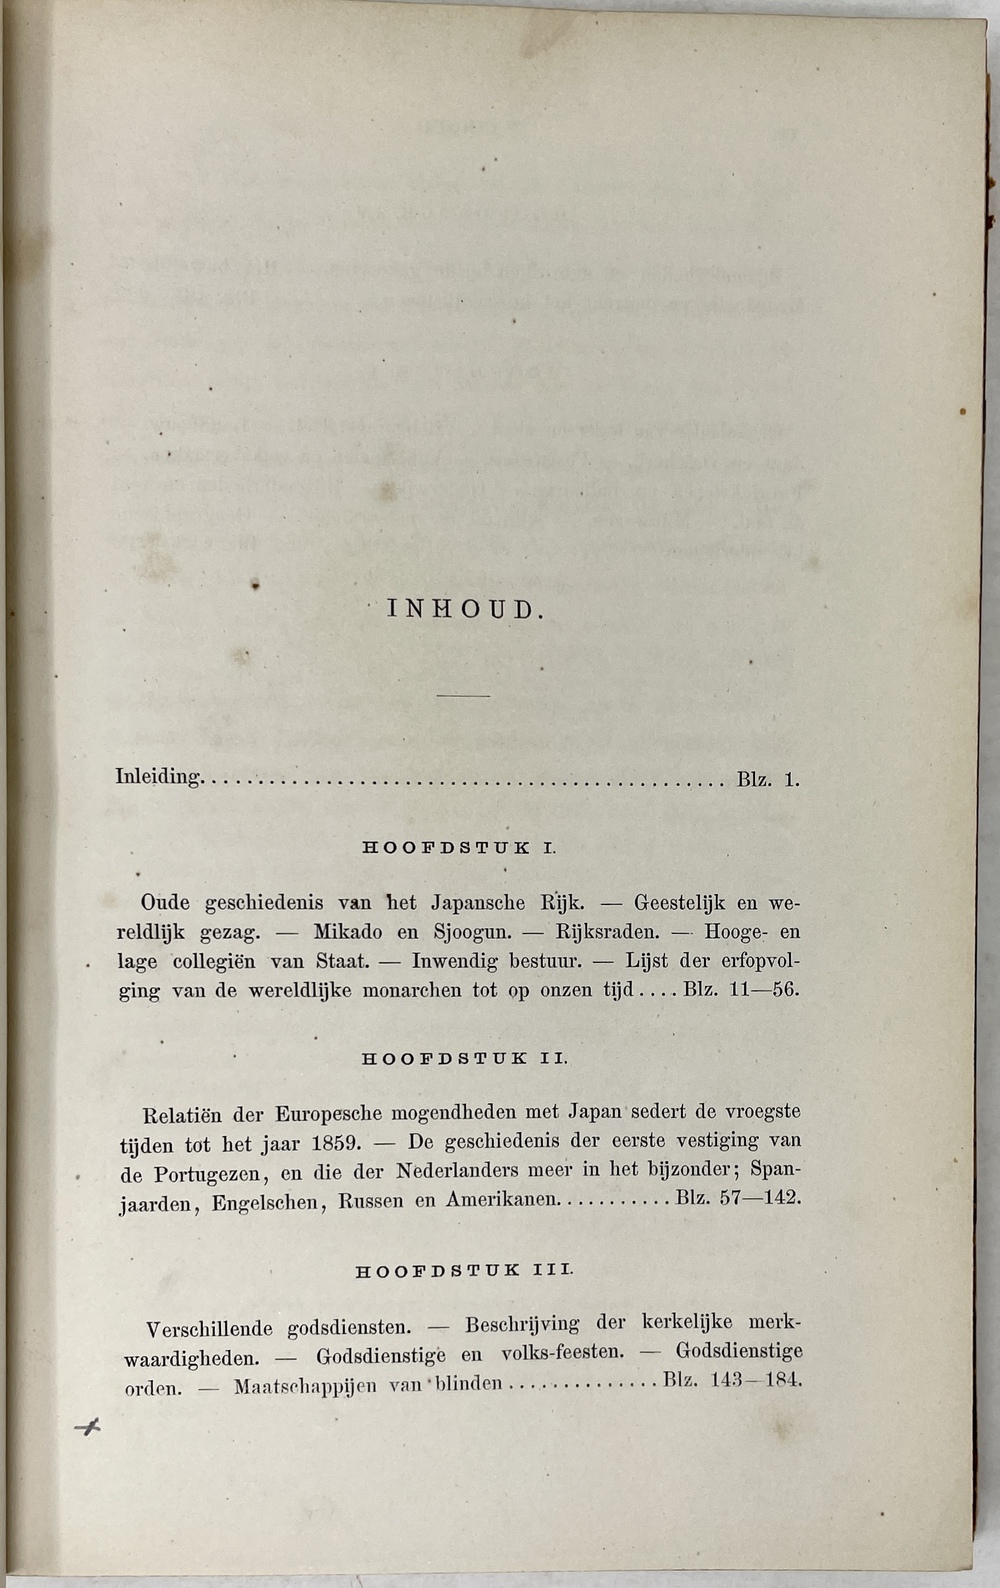 INHOUD.
Inleiding............................................... Blz. 1.
HOOFDSTUK I.
Oude geschiedenis van het Japansche Rijk. — Geestelijk en we-
reldlijk gezag. — Mikado en Sjoogun. — Rijksraden. — Hooge- en
lage collegiën van Staat. — Inwendig bestuur. — Lijst der erfopvol-
ging van de wereldlijke monarchen tot op onzen tijd.... Blz. 11—56.
HOOFDSTUK II.
Relatiën der Europesche mogendheden met Japan sedert de vroegste
tijden tot het jaar 1859. — De geschiedenis der eerste vestiging van
de Portugezen, en die der Nederlanders meer in het bijzonder; Span-
jaarden, Engelschen, Russen en Amerikanen........... Blz. 57—142.
HOOFDSTUK III.
Verschillende godsdiensten. — Beschrijving der kerkelijke merk-
waardigheden. — Godsdienstige en volks-feesten. — Godsdienstige
orden. — Maatschappijen van blinden.............. Blz. 143—184.